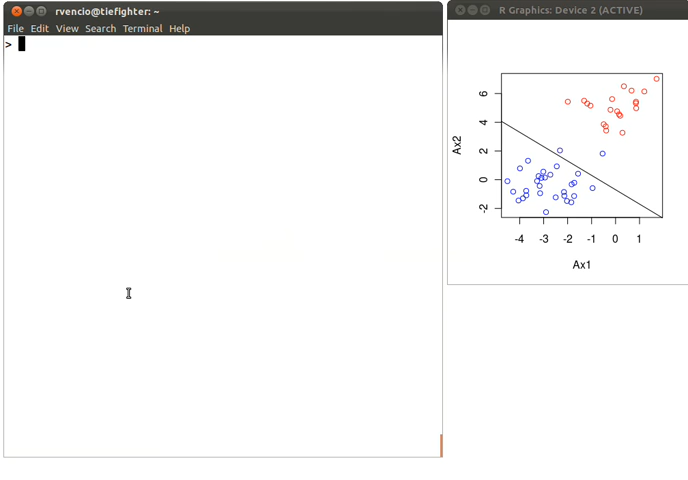 rvencio@tiefighter: ~
File Edit View Search Terminal Help
>
R Graphics: Device 2 (ACTIVE)
6
4
2
0
-2
Ax2
-4 -3 -2 -1 0 1
Ax1